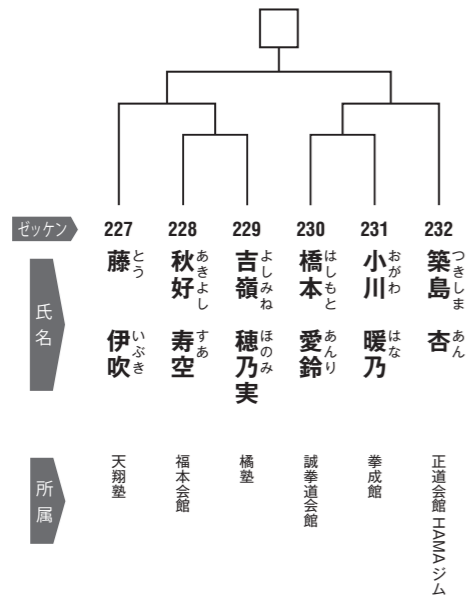 ゼッケン
227
228
229
230
231
232
氏名
藤 伊吹
とう いぶき
秋好 寿空
あきよし すあ
吉嶺 穂乃実
よしみね ほのみ
橋本 愛鈴
はしもと あんり
小川 暖乃
おがわ はな
築島 杏
つきしま あん
所属
天翔塾
福本会館
橘塾
誠拳道会館
拳成館
正道会館 HAMAジム